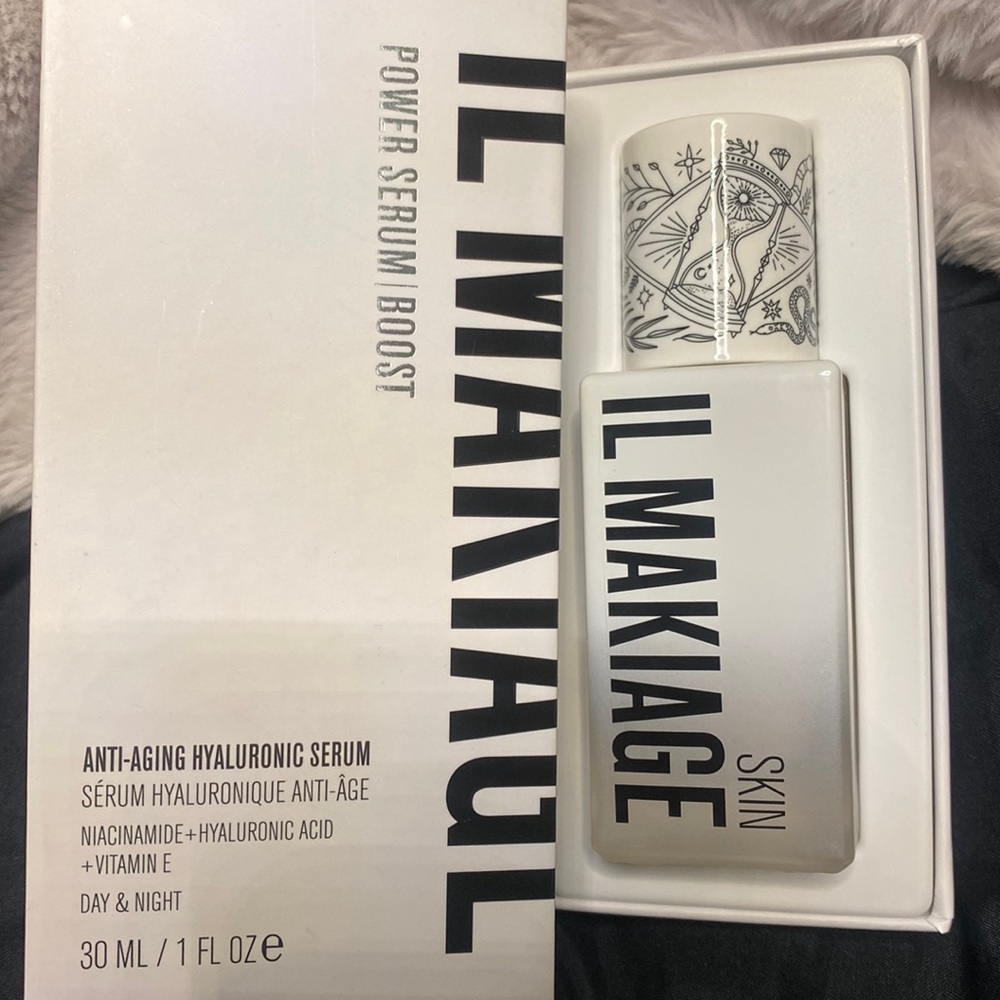 IL MAKIAGE
POWER SERUM | BOOST
ANTI-AGING HYALURONIC SERUM
SÉRUM HYALURONIQUE ANTI-ÂGE
NIACINAMIDE+HYALURONIC ACID
+VITAMIN E
DAY & NIGHT
30 ML / 1 FL OZ℮
IL MAKIAGE
SKIN